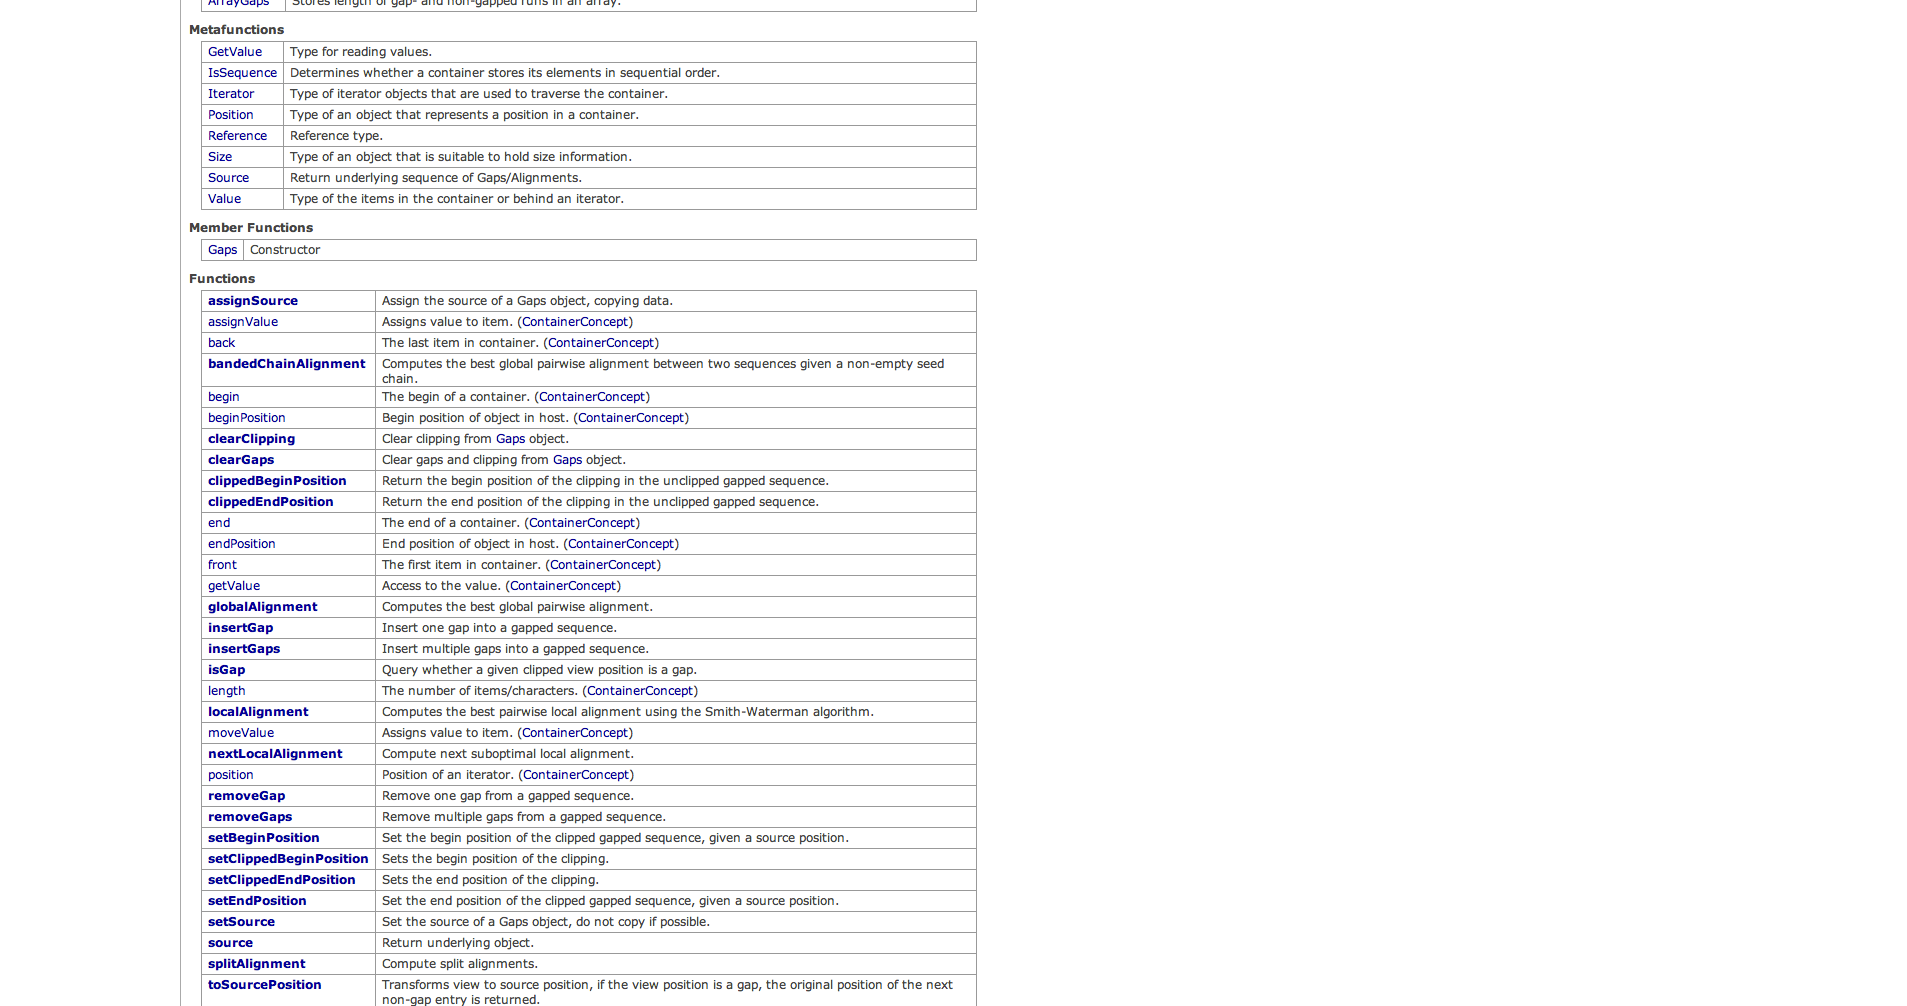 ArrayGaps Stores length of gap- and non-gapped runs in an array.
Metafunctions
GetValue Type for reading values.
IsSequence Determines whether a container stores its elements in sequential order.
Iterator Type of iterator objects that are used to traverse the container.
Position Type of an object that represents a position in a container.
Reference Reference type.
Size Type of an object that is suitable to hold size information.
Source Return underlying sequence of Gaps/Alignments.
Value Type of the items in the container or behind an iterator.
Member Functions
Gaps Constructor
Functions
assignSource Assign the source of a Gaps object, copying data.
assignValue Assigns value to item. (ContainerConcept)
back The last item in container. (ContainerConcept)
bandedChainAlignment Computes the best global pairwise alignment between two sequences given a non-empty seed
chain.
begin The begin of a container. (ContainerConcept)
beginPosition Begin position of object in host. (ContainerConcept)
clearClipping Clear clipping from Gaps object.
clearGaps Clear gaps and clipping from Gaps object.
clippedBeginPosition Return the begin position of the clipping in the unclipped gapped sequence.
clippedEndPosition Return the end position of the clipping in the unclipped gapped sequence.
end The end of a container. (ContainerConcept)
endPosition End position of object in host. (ContainerConcept)
front The first item in container. (ContainerConcept)
getValue Access to the value. (ContainerConcept)
globalAlignment Computes the best global pairwise alignment.
insertGap Insert one gap into a gapped sequence.
insertGaps Insert multiple gaps into a gapped sequence.
isGap Query whether a given clipped view position is a gap.
length The number of items/characters. (ContainerConcept)
localAlignment Computes the best pairwise local alignment using the Smith-Waterman algorithm.
moveValue Assigns value to item. (ContainerConcept)
nextLocalAlignment Compute next suboptimal local alignment.
position Position of an iterator. (ContainerConcept)
removeGap Remove one gap from a gapped sequence.
removeGaps Remove multiple gaps from a gapped sequence.
setBeginPosition Set the begin position of the clipped gapped sequence, given a source position.
setClippedBeginPosition Sets the begin position of the clipping.
setClippedEndPosition Sets the end position of the clipping.
setEndPosition Set the end position of the clipped gapped sequence, given a source position.
setSource Set the source of a Gaps object, do not copy if possible.
source Return underlying object.
splitAlignment Compute split alignments.
toSourcePosition Transforms view to source position, if the view position is a gap, the original position of the next
non-gap entry is returned.